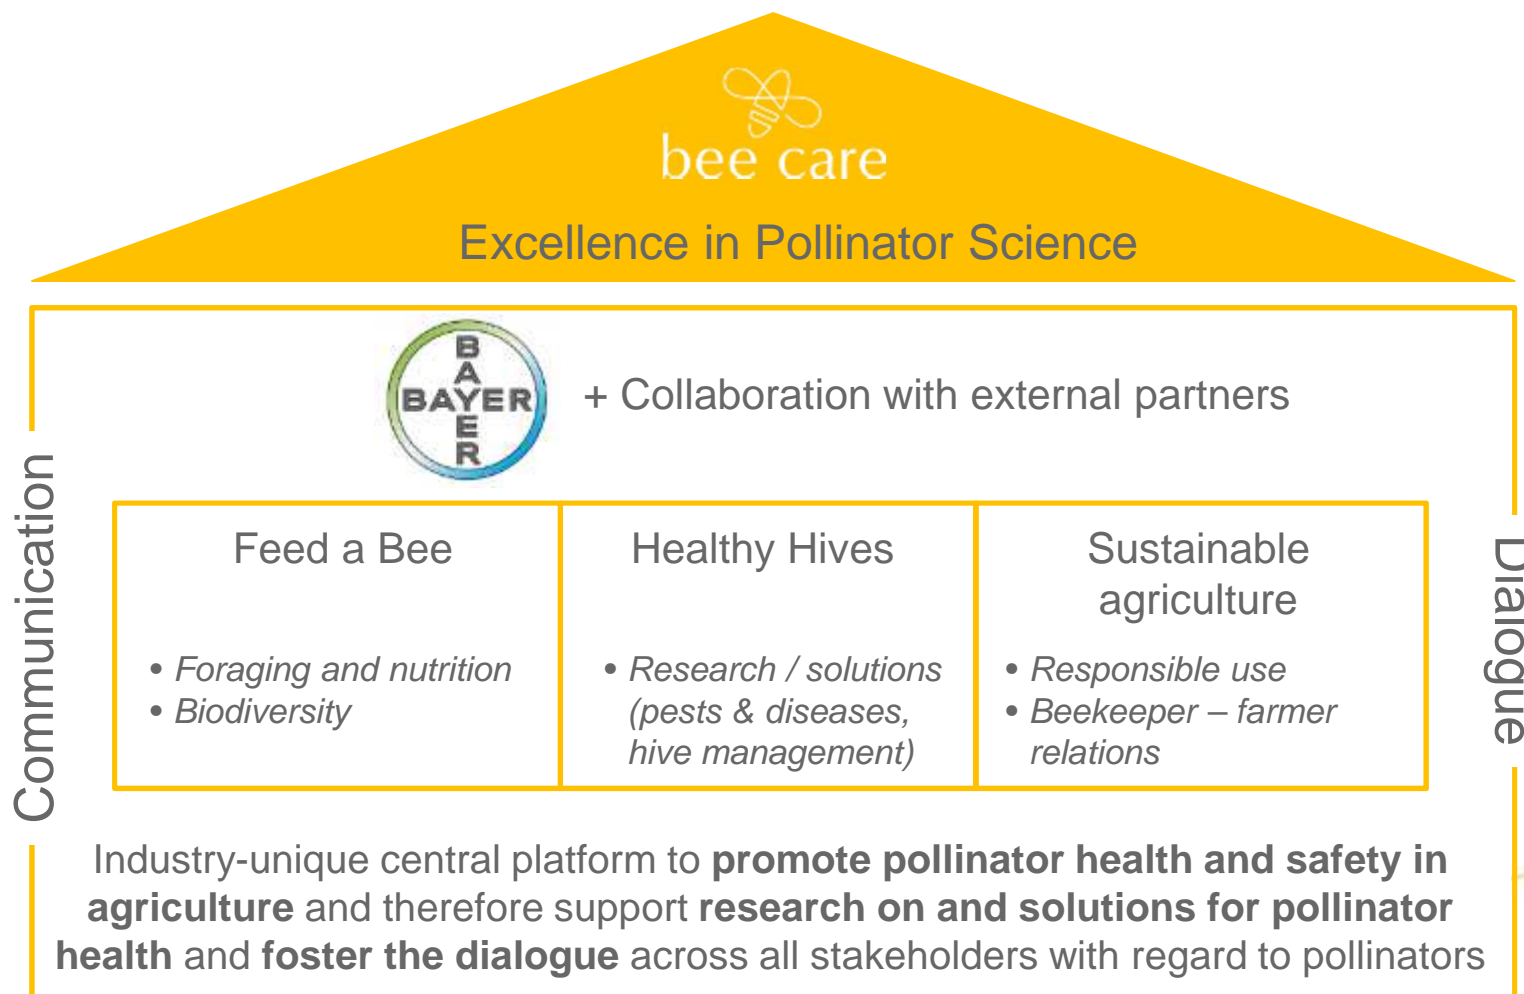 bee care
Excellence in Pollinator Science
BAYER
BAYER
+ Collaboration with external partners
Communication
Feed a Bee
• Foraging and nutrition
• Biodiversity
Healthy Hives
• Research / solutions
(pests & diseases,
hive management)
Sustainable
agriculture
• Responsible use
• Beekeeper – farmer
relations
Dialogue
Industry-unique central platform to promote pollinator health and safety in
agriculture and therefore support research on and solutions for pollinator
health and foster the dialogue across all stakeholders with regard to pollinators